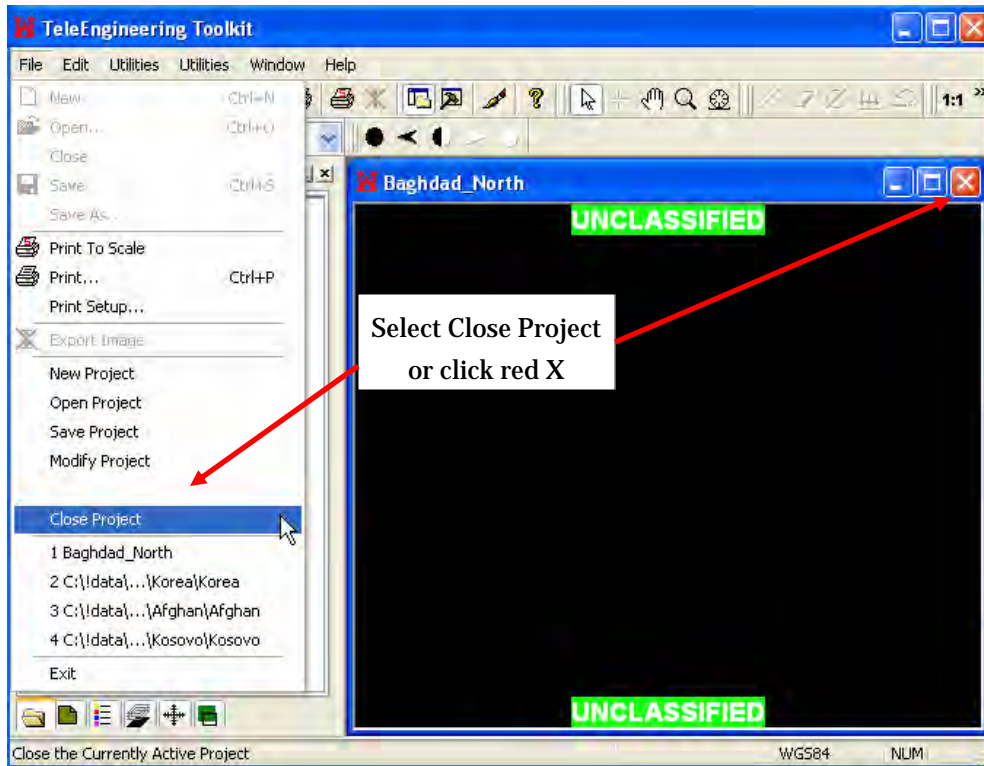 TeleEngineering Toolkit
File Edit Utilities Utilities Window Help
New Ctrl+N
Open... Ctrl+O
Close
Save Ctrl+S
Save As...
Print To Scale
Print... Ctrl+P
Print Setup...
Export Image
New Project
Open Project
Save Project
Modify Project
Close Project
1 Baghdad_North
2 C:\!data\...\Korea\Korea
3 C:\!data\...\Afghan\Afghan
4 C:\!data\...\Kosovo\Kosovo
Exit
1:1
Baghdad_North
UNCLASSIFIED
Select Close Project
or click red X
UNCLASSIFIED
Close the Currently Active Project WGS84 NUM